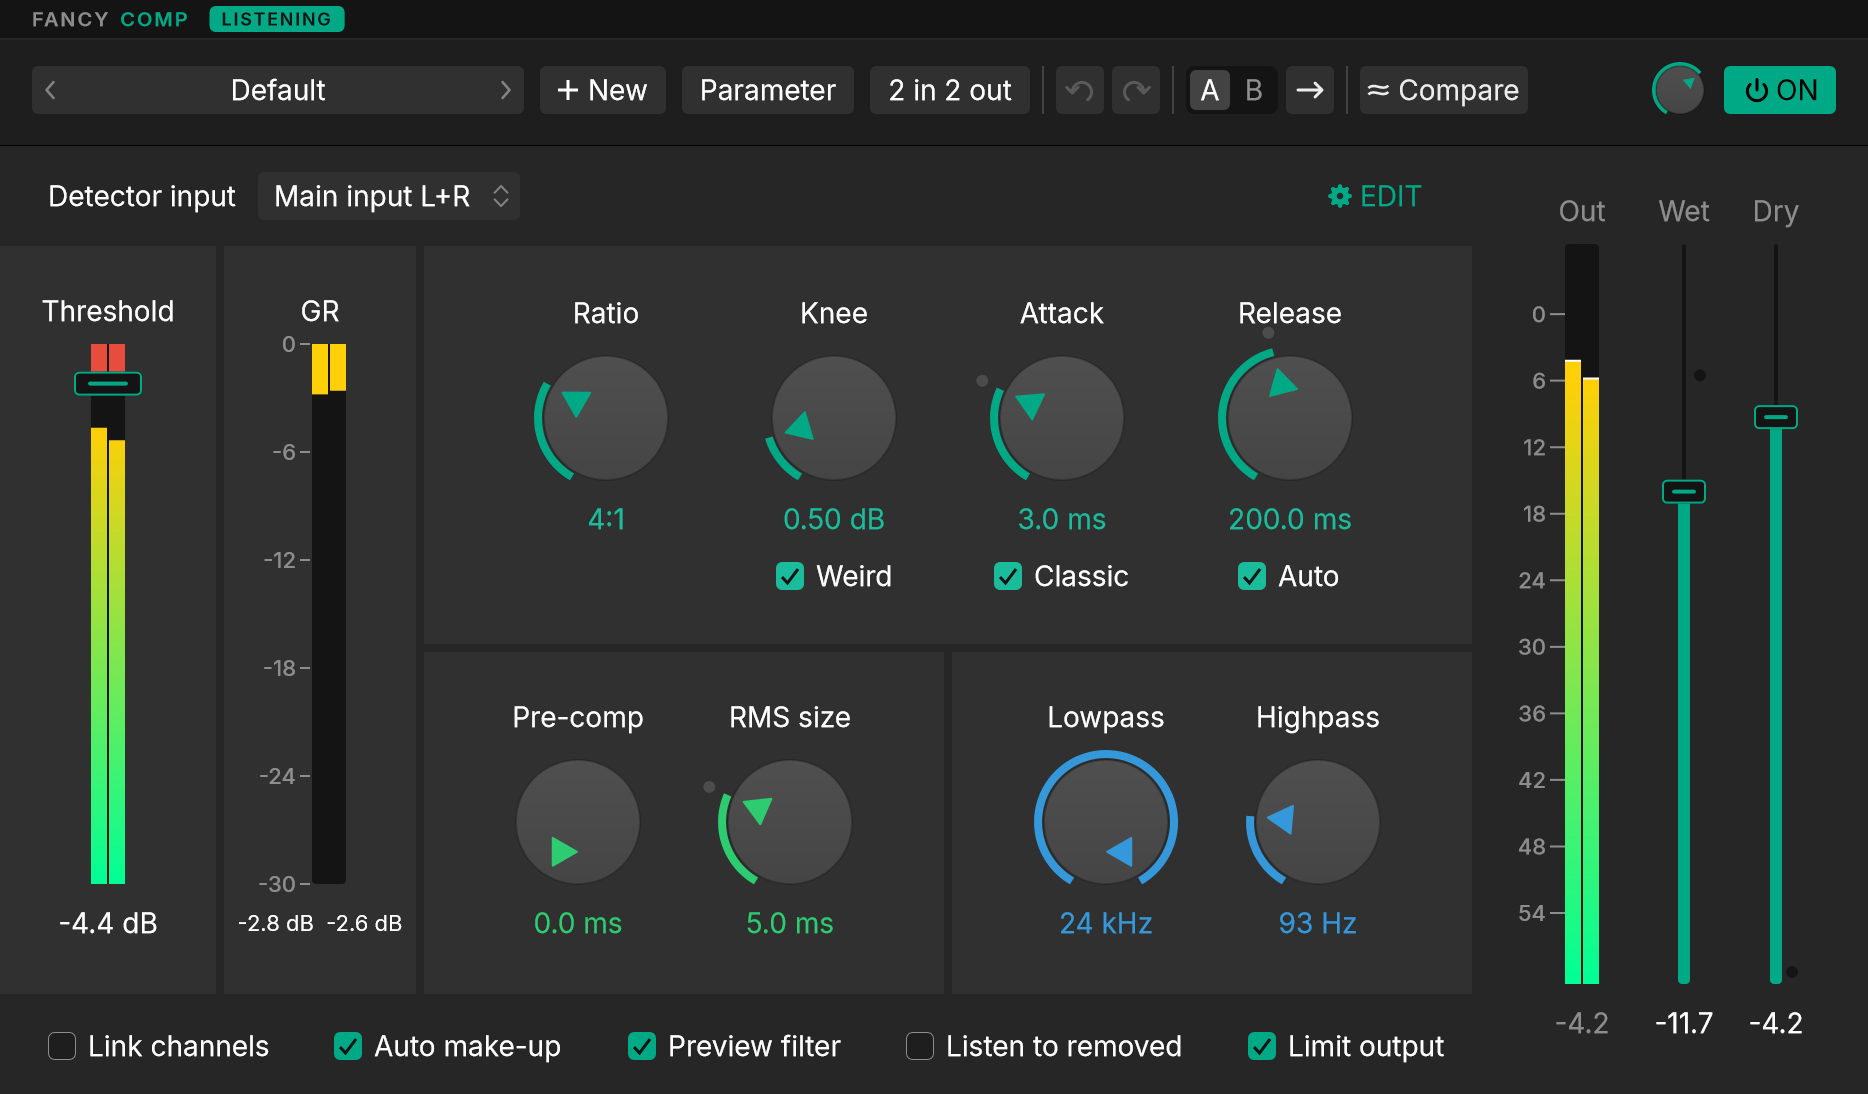 FANCY COMP LISTENING
Default + New Parameter 2 in 2 out A B → ≈ Compare ON
Detector input Main input L+R EDIT
Out Wet Dry
Threshold GR Ratio Knee Attack Release
4:1 0.50 dB 3.0 ms 200.0 ms
Weird Classic Auto
Pre-comp RMS size Lowpass Highpass
0.0 ms 5.0 ms 24 kHz 93 Hz
0
-6
-12
-18
-24
-30
-4.4 dB -2.8 dB -2.6 dB
0
6
12
18
24
30
36
42
48
54
-4.2 -11.7 -4.2
Link channels Auto make-up Preview filter Listen to removed Limit output